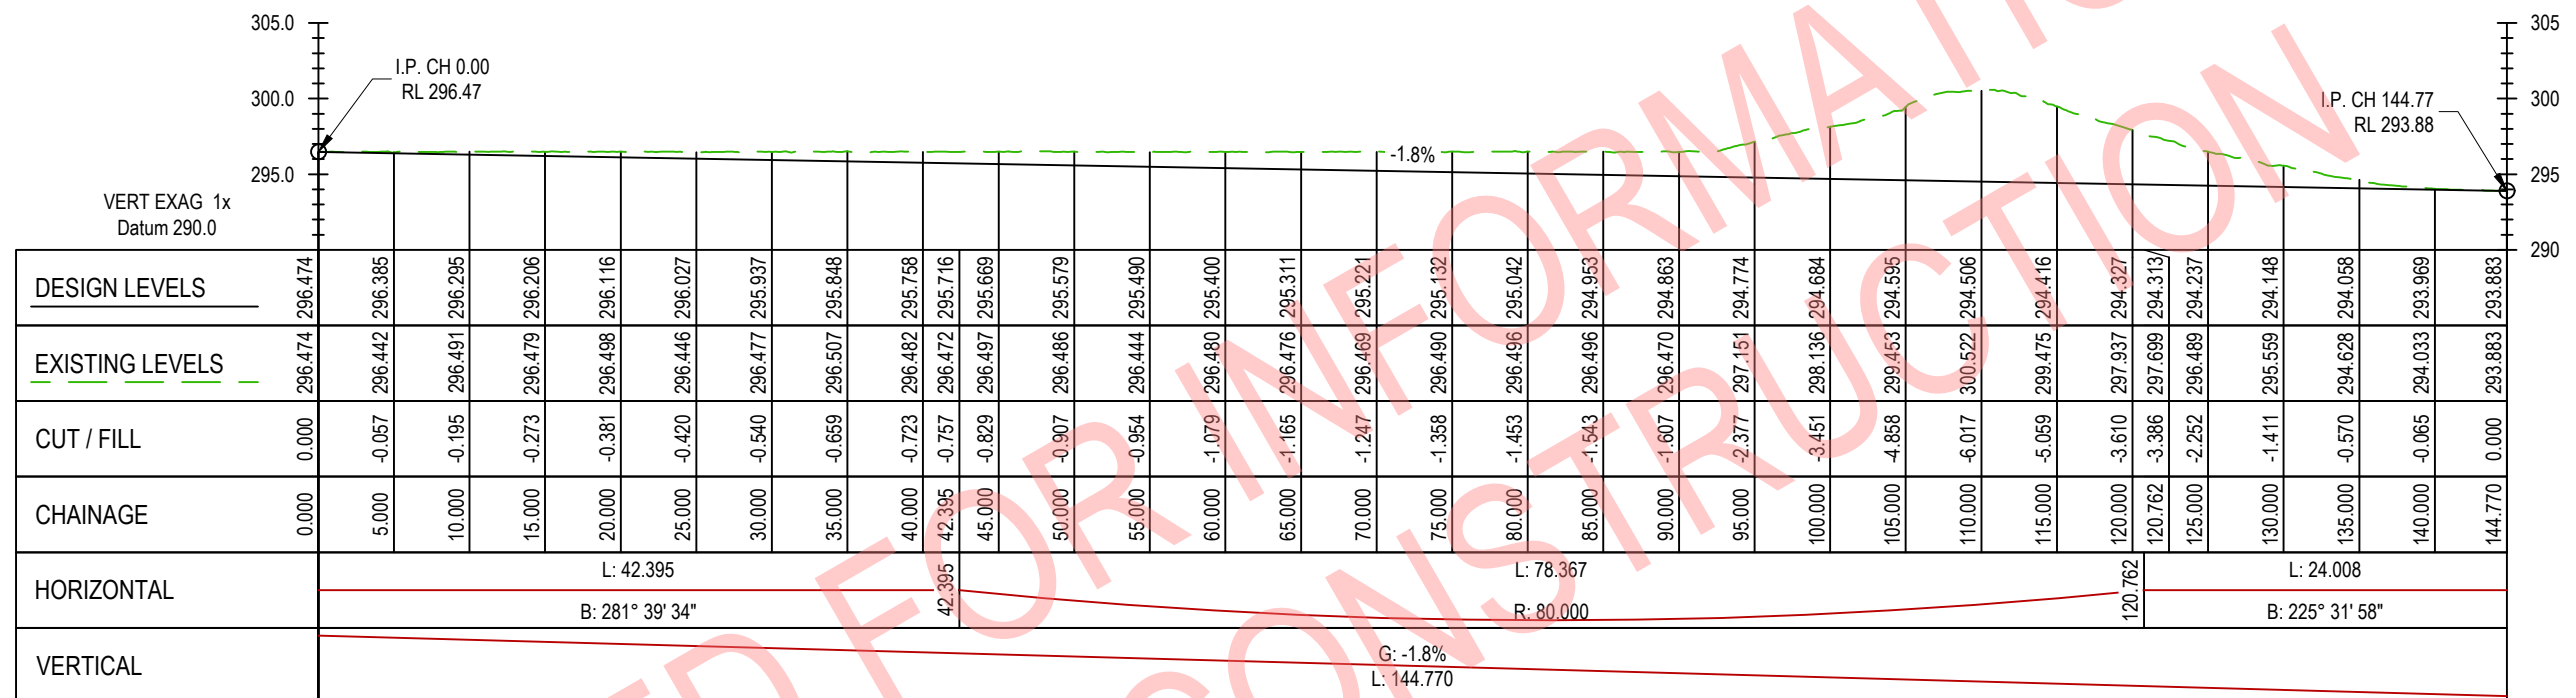 305.0
305
I.P. CH 0.00
RL 296.47
300.0
300
I.P. CH 144.77
RL 293.88
-1.8%
295.0
295
VERT EXAG 1x
Datum 290.0
290
DESIGN LEVELS 296.474 296.385 296.295 296.206 296.116 296.027 295.937 295.848 295.758 295.716 295.669 295.579 295.490 295.400 295.311 295.221 295.132 295.042 294.953 294.863 294.774 294.684 294.595 294.506 294.416 294.327 294.313 294.237 294.148 294.058 293.969 293.883
EXISTING LEVELS 296.474 296.442 296.491 296.479 296.498 296.446 296.477 296.507 296.482 296.472 296.497 296.486 296.444 296.480 296.476 296.469 296.490 296.496 296.496 296.470 297.151 298.136 299.453 300.522 299.475 297.937 297.699 296.489 295.559 294.628 294.033 293.883
CUT / FILL 0.000 -0.057 -0.195 -0.273 -0.381 -0.420 -0.540 -0.659 -0.723 -0.757 -0.829 -0.907 -0.954 -1.079 -1.165 -1.247 -1.358 -1.453 -1.543 -1.607 -2.377 -3.451 -4.858 -6.017 -5.059 -3.610 -3.386 -2.252 -1.411 -0.570 -0.065 0.000
CHAINAGE 0.000 5.000 10.000 15.000 20.000 25.000 30.000 35.000 40.000 42.395 45.000 50.000 55.000 60.000 65.000 70.000 75.000 80.000 85.000 90.000 95.000 100.000 105.000 110.000 115.000 120.000 120.762 125.000 130.000 135.000 140.000 144.770
HORIZONTAL
L: 42.395
B: 281° 39' 34"
42.395
L: 78.367
R: 80.000
120.762
L: 24.008
B: 225° 31' 58"
VERTICAL
G: -1.8%
L: 144.770
FOR INFORMATIO
CONSTRUCTION